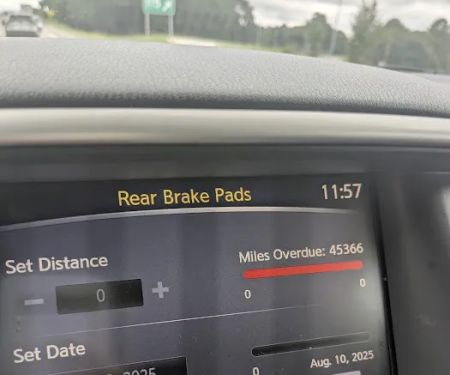 Rear Brake Pads
11:57
Set Distance
Miles Overdue: 45366
− 0 +
0 0
Set Date
0
Aug. 10, 2025
2025